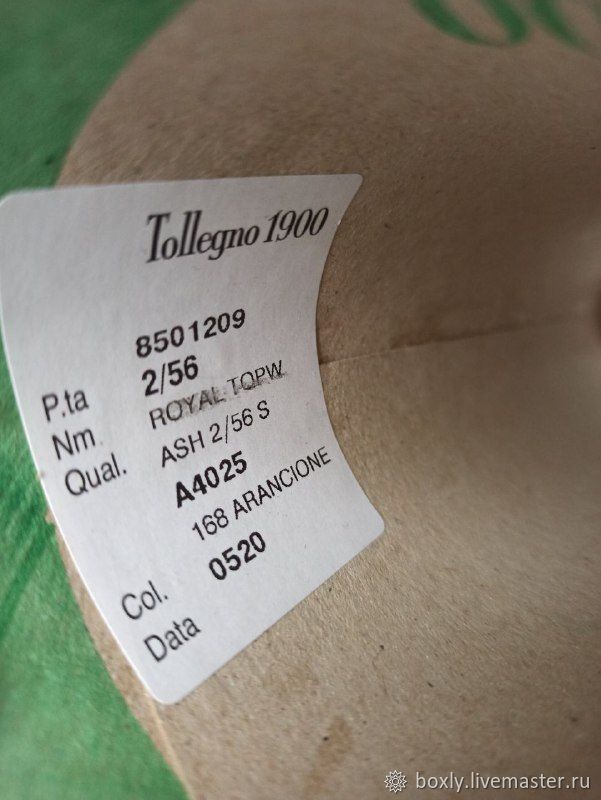 Tollegno 1900
P.ta 8501209
Nm. 2/56
Qual. ROYAL TOPW
ASH 2/56 S
A4025
Col. 168 ARANCIONE
Data 0520
boxly.livemaster.ru